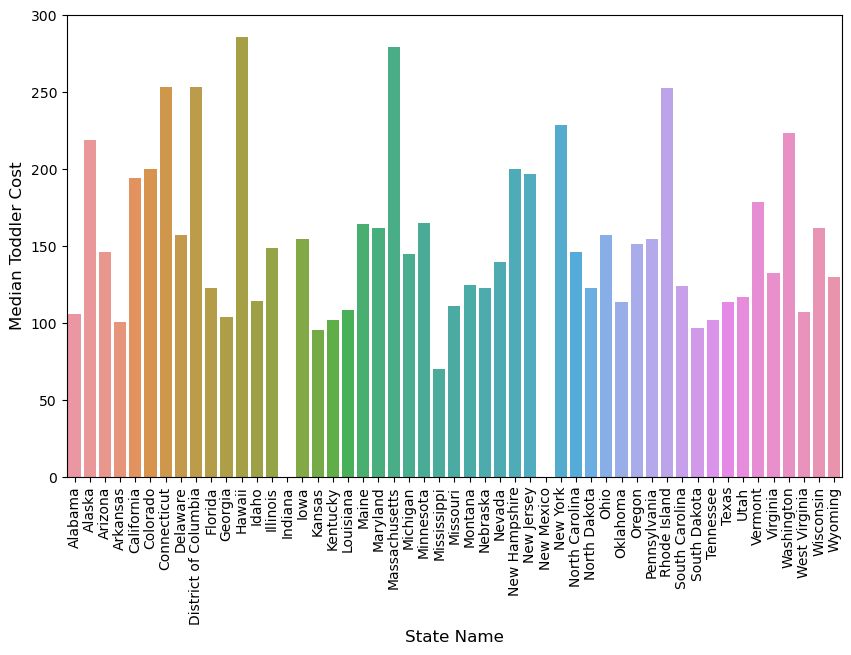 300
250
200
150
100
50
0
Median Toddler Cost
Alabama
Alaska
Arizona
Arkansas
California
Colorado
Connecticut
Delaware
District of Columbia
Florida
Georgia
Hawaii
Idaho
Illinois
Indiana
Iowa
Kansas
Kentucky
Louisiana
Maine
Maryland
Massachusetts
Michigan
Minnesota
Mississippi
Missouri
Montana
Nebraska
Nevada
New Hampshire
New Jersey
New Mexico
New York
North Carolina
North Dakota
Ohio
Oklahoma
Oregon
Pennsylvania
Rhode Island
South Carolina
South Dakota
Tennessee
Texas
Utah
Vermont
Virginia
Washington
West Virginia
Wisconsin
Wyoming
State Name